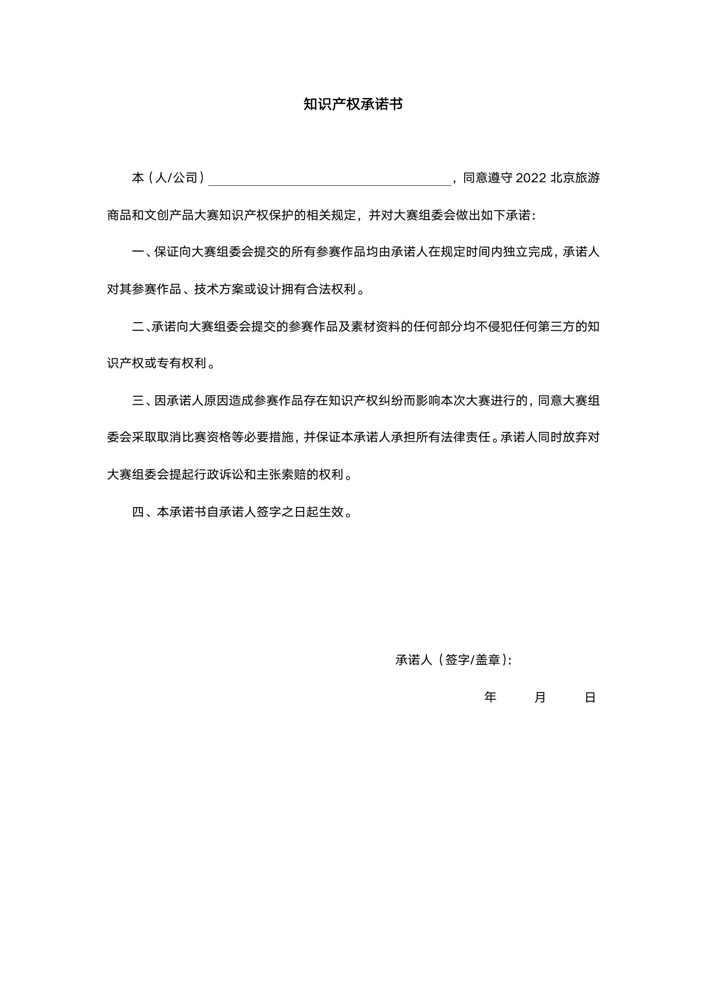 知识产权承诺书
本（人/公司）______________________________，同意遵守 2022 北京旅游
商品和文创产品大赛知识产权保护的相关规定，并对大赛组委会做出如下承诺：
一、保证向大赛组委会提交的所有参赛作品均由承诺人在规定时间内独立完成，承诺人
对其参赛作品、技术方案或设计拥有合法权利。
二、承诺向大赛组委会提交的参赛作品及素材资料的任何部分均不侵犯任何第三方的知
识产权或专有权利。
三、因承诺人原因造成参赛作品存在知识产权纠纷而影响本次大赛进行的，同意大赛组
委会采取取消比赛资格等必要措施，并保证本承诺人承担所有法律责任。承诺人同时放弃对
大赛组委会提起行政诉讼和主张索赔的权利。
四、本承诺书自承诺人签字之日起生效。
承诺人（签字/盖章）：
年 月 日